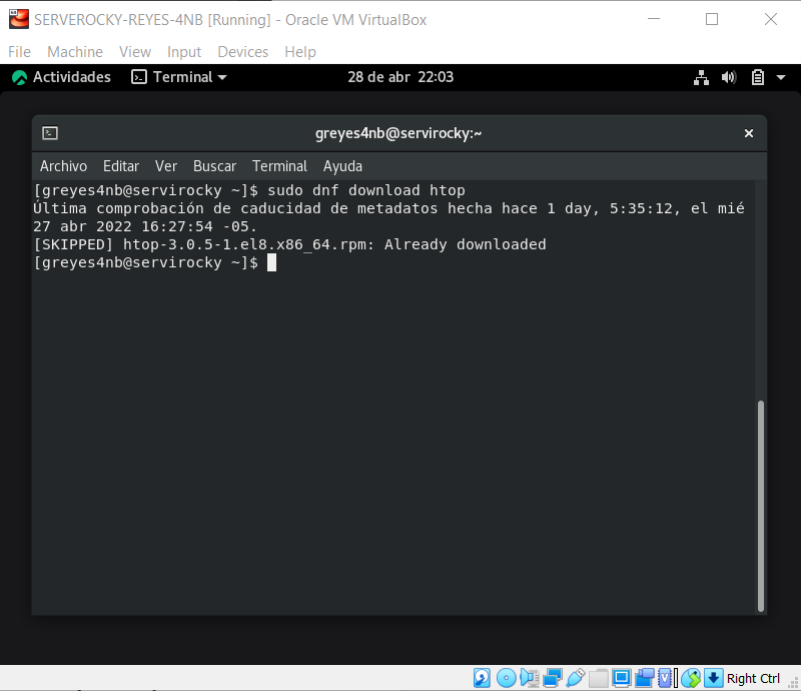 SERVEROCKY-REYES-4NB [Running] - Oracle VM VirtualBox
File Machine View Input Devices Help
Actividades Terminal 28 de abr 22:03
greyes4nb@servirocky:~
Archivo Editar Ver Buscar Terminal Ayuda
[greyes4nb@servirocky ~]$ sudo dnf download htop
Última comprobación de caducidad de metadatos hecha hace 1 day, 5:35:12, el mié
27 abr 2022 16:27:54 -05.
[SKIPPED] htop-3.0.5-1.el8.x86_64.rpm: Already downloaded
[greyes4nb@servirocky ~]$
Right Ctrl